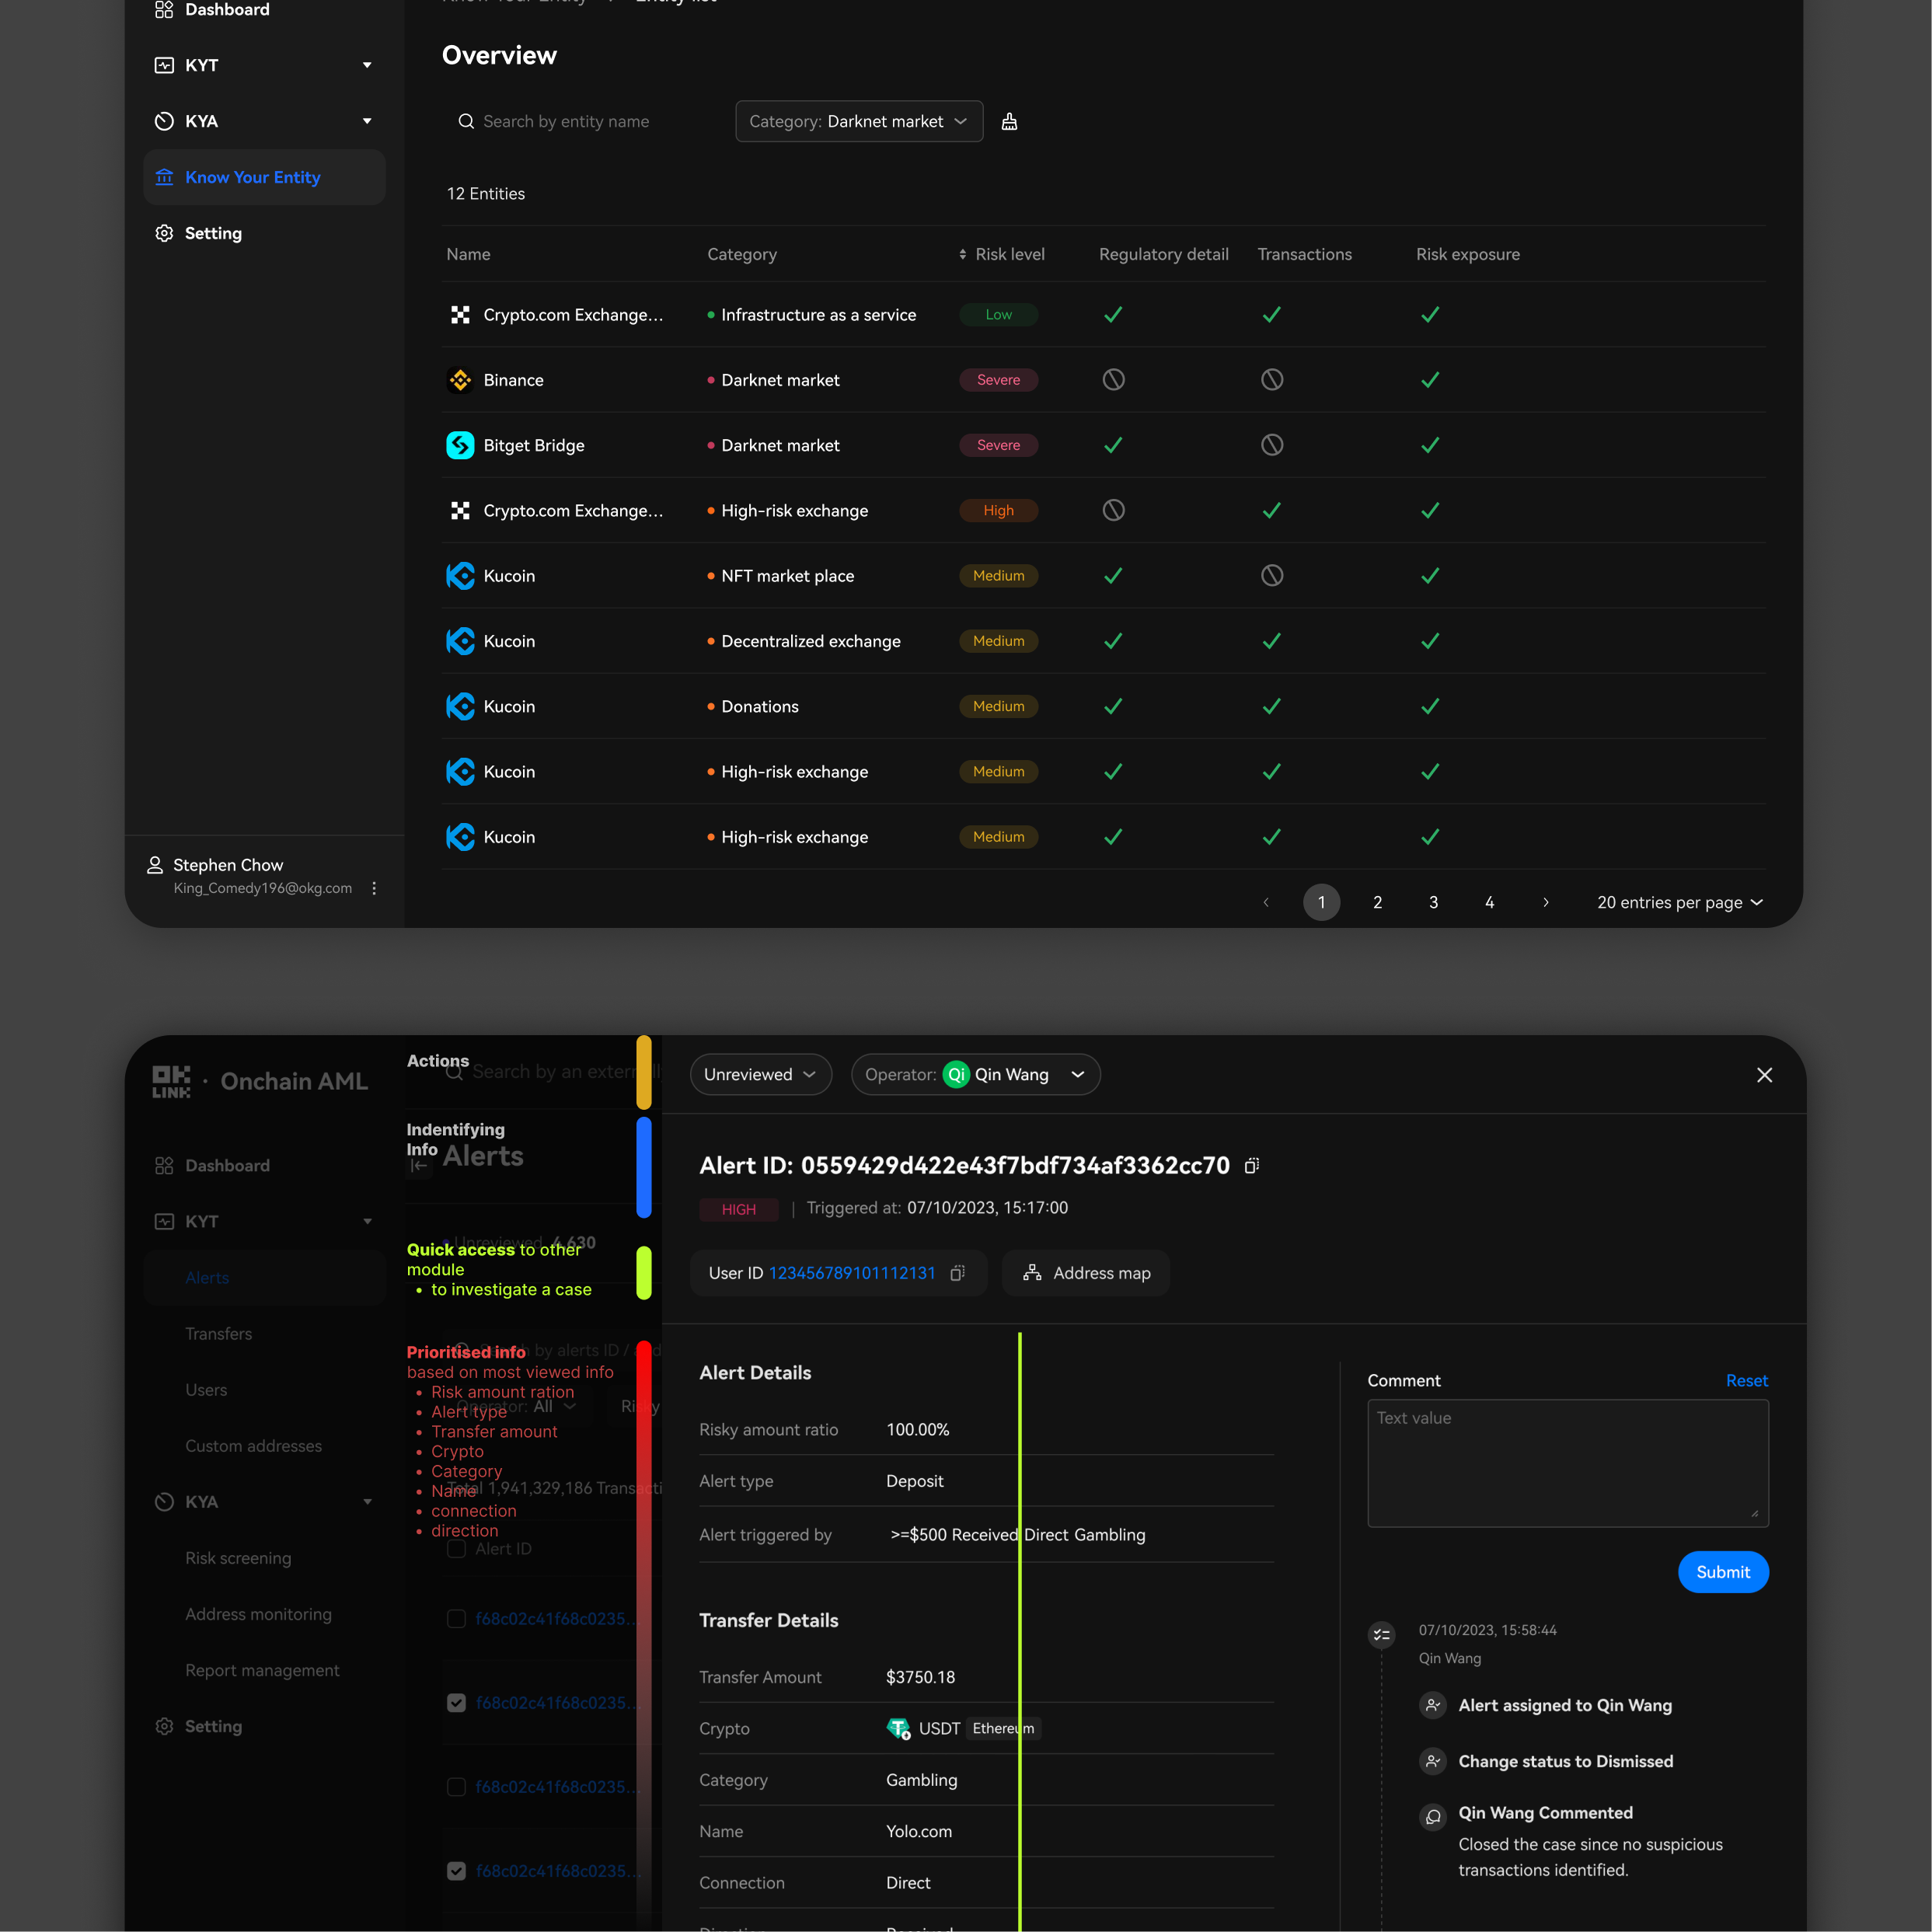 Know Your Entity > Entity list
Dashboard
KYT
KYA
Know Your Entity
Setting
Stephen Chow
King_Comedy196@okg.com
Overview
Search by entity name
Category: Darknet market
12 Entities
Name Category Risk level Regulatory detail Transactions Risk exposure
Crypto.com Exchange... Infrastructure as a service Low
Binance Darknet market Severe
Bitget Bridge Darknet market Severe
Crypto.com Exchange... High-risk exchange High
Kucoin NFT market place Medium
Kucoin Decentralized exchange Medium
Kucoin Donations Medium
Kucoin High-risk exchange Medium
Kucoin High-risk exchange Medium
1 2 3 4 20 entries per page
OKLINK · Onchain AML
Dashboard
KYT
Alerts
Transfers
Users
Custom addresses
KYA
Risk screening
Address monitoring
Report management
Setting
Actions
Search by an externall
Indentifying
Info
Alerts
Unreviewed 4,630
Quick access to other
module
• to investigate a case
Prioritised info
based on most viewed info
• Risk amount ration
• Alert type
• Transfer amount
• Crypto
• Category
• Name
• connection
• direction
by alerts ID /
Operator: All
Total 1,941,329,186 Transacti
Alert ID
f68c02c41f68c0235...
f68c02c41f68c0235...
f68c02c41f68c0235...
f68c02c41f68c0235...
Unreviewed
Operator: Qi Qin Wang
Alert ID: 0559429d422e43f7bdf734af3362cc70
HIGH | Triggered at: 07/10/2023, 15:17:00
User ID 123456789101112131
Address map
Alert Details
Risky amount ratio 100.00%
Alert type Deposit
Alert triggered by >=$500 Received Direct Gambling
Transfer Details
Transfer Amount $3750.18
Crypto USDT Ethereum
Category Gambling
Name Yolo.com
Connection Direct
Direction Received
Comment Reset
Text value
Submit
07/10/2023, 15:58:44
Qin Wang
Alert assigned to Qin Wang
Change status to Dismissed
Qin Wang Commented
Closed the case since no suspicious
transactions identified.